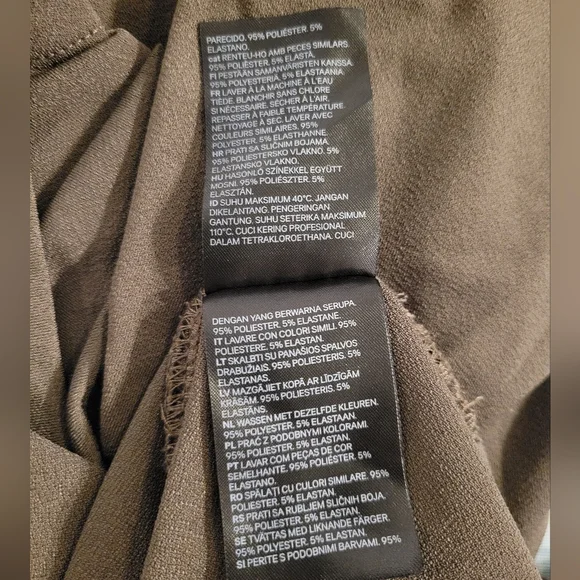 PARECIDO. 95% POLIÉSTER. 5%
ELASTANO.
cat RENTEU-HO AMB PECES SIMILARS.
95% POLIÈSTER. 5% ELASTÀ.
FI PESTÄÄN SAMANVÄRISTEN KANSSA.
95% POLYESTERIÄ. 5% ELASTAANIA.
FR LAVER À LA MACHINE À L'EAU
TIÈDE. BLANCHIR SANS CHLORE
SI NÉCESSAIRE. SÉCHER À L'AIR.
REPASSER À FAIBLE TEMPÉRATURE.
NETTOYAGE À SEC. LAVER AVEC
COULEURS SIMILAIRES. 95%
POLYESTER. 5% ÉLASTHANNE.
HR PRATI SA SLIČNIM BOJAMA.
95% POLIESTERSKO VLAKNO. 5%
ELASTANSKO VLAKNO.
HU HASONLÓ SZÍNEKKEL EGYÜTT
MOSNI. 95% POLIÉSZTER. 5%
ELASZTÁN.
ID SUHU MAKSIMUM 40°C. JANGAN
DIKELANTANG. PENGERINGAN
GANTUNG. SUHU SETERIKA MAKSIMUM
110°C. CUCI KERING PROFESIONAL
DALAM TETRAKLOROETHANA. CUCI
DENGAN YANG BERWARNA SERUPA.
95% POLIESTER. 5% ELASTANE.
IT LAVARE CON COLORI SIMILI. 95%
POLIESTERE. 5% ELASTAN.
LT SKALBTI SU PANAŠIOS SPALVOS
DRABUŽIAIS. 95% POLIESTERIS. 5%
ELASTANAS.
LV MAZGĀJIET KOPĀ AR LĪDZĪGĀM
KRĀSĀM. 95% POLIESTERIS. 5%
ELASTĀNS.
NL WASSEN MET DEZELFDE KLEUREN.
95% POLYESTER. 5% ELASTAAN.
PL PRAĆ Z PODOBNYMI KOLORAMI.
95% POLIESTER. 5% ELASTAN.
PT LAVAR COM PEÇAS DE COR
SEMELHANTE. 95% POLIÉSTER. 5%
ELASTANO.
RO SPĂLAȚI CU CULORI SIMILARE. 95%
POLIESTER. 5% ELASTAN.
RS PRATI SA RUBLJEM SLIČNIH BOJA.
95% POLIESTER. 5% ELASTAN.
SE TVÄTTAS MED LIKNANDE FÄRGER.
95% POLYESTER. 5% ELASTAN.
SI PERITE S PODOBNIMI BARVAMI. 95%